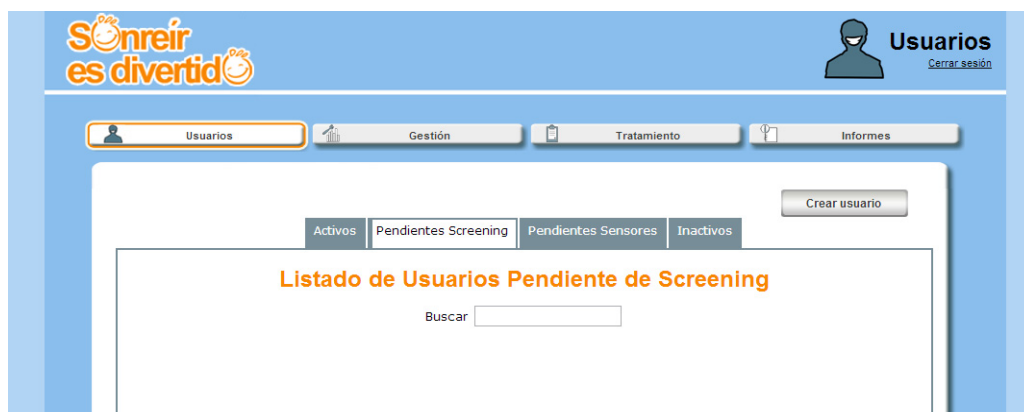 Sonreír
es divertido
Usuarios
Cerrar sesión
Usuarios
Gestión
Tratamiento
Informes
Crear usuario
Activos
Pendientes Screening
Pendientes Sensores
Inactivos
Listado de Usuarios Pendiente de Screening
Buscar